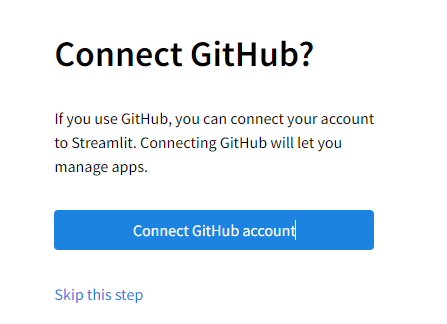 Connect GitHub?
If you use GitHub, you can connect your account
to Streamlit. Connecting GitHub will let you
manage apps.
Connect GitHub account
Skip this step